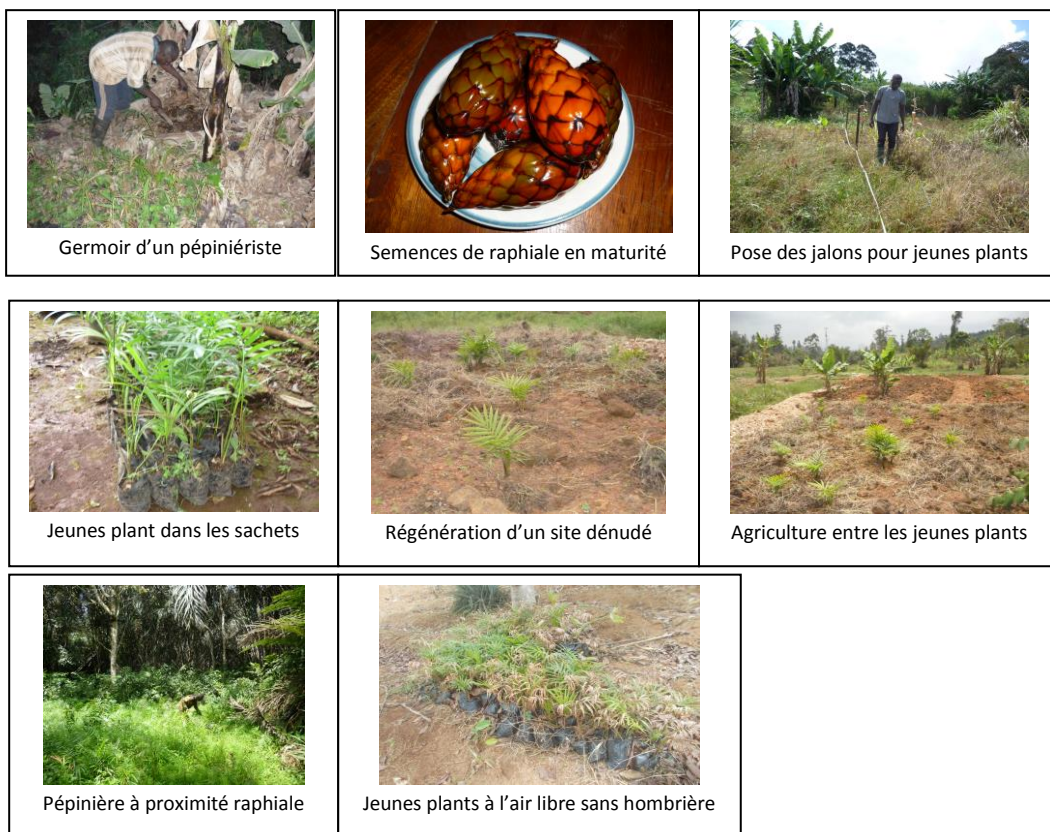 Germoir d’un pépiniériste
Semences de raphiale en maturité
Pose des jalons pour jeunes plants
Jeunes plant dans les sachets
Régénération d’un site dénudé
Agriculture entre les jeunes plants
Pépinière à proximité raphiale
Jeunes plants à l’air libre sans hombrière